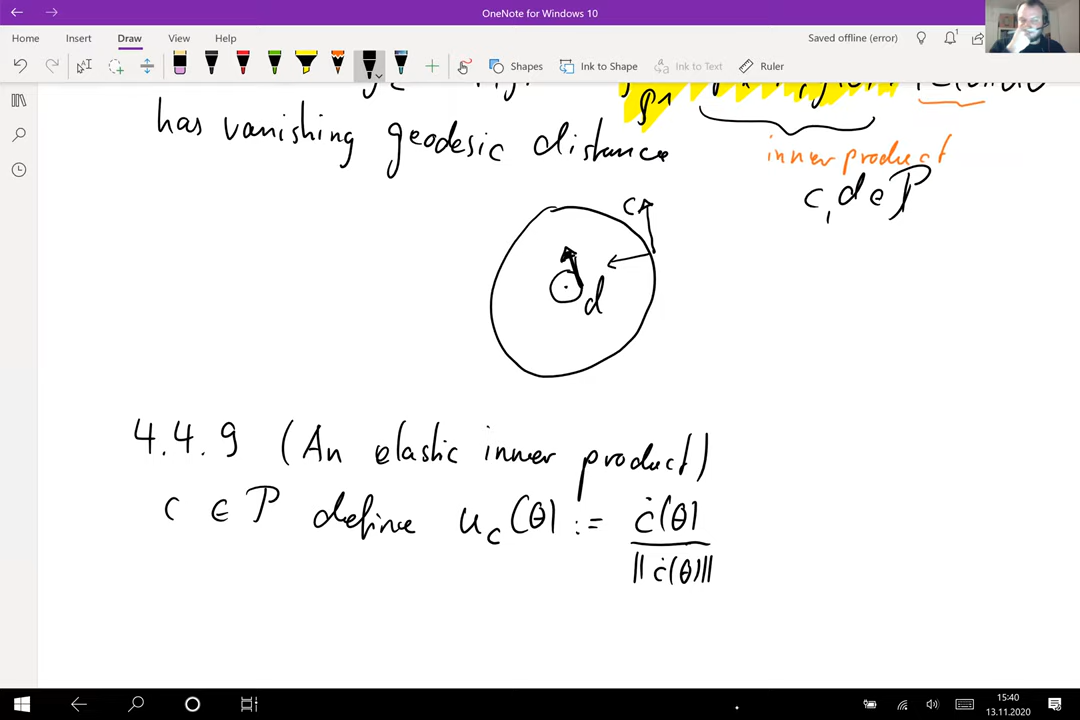 OneNote for Windows 10
Home Insert Draw View Help
Saved offline (error)
Shapes Ink to Shape Ink to Text Ruler
has vanishing geodesic distance
inner product
c, d ∈ P
c
d
4.4.9 (An elastic inner product)
c ∈ P define u_c(θ) := ċ(θ) / ||ċ(θ)||
15:40
13.11.2020